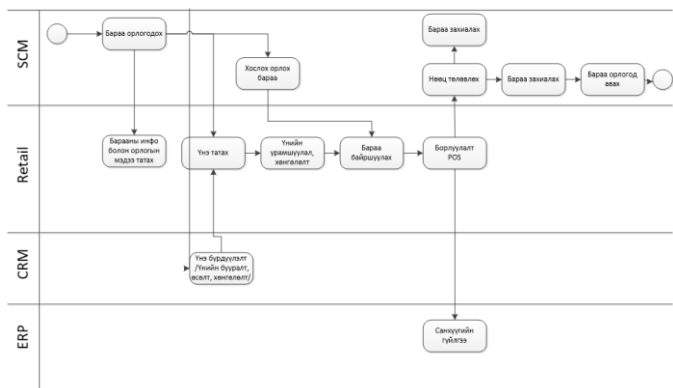 SCM
Бараа орлогодох
Хослох орлох
бараа
Бараа захиалах
Нөөц төлөвлөх
Бараа захиалах
Бараа орлогод
авах
Retail
Барааны инфо
болон орлогын
мэдээ татах
Үнэ татах
Үнийн
урамшуулал,
хөнгөлөлт
Бараа
байршуулах
Борлуулалт
POS
CRM
Үнэ бүрдүүлэлт
/Үнийн бууралт,
өсөлт, хөнгөлөлт/
ERP
Санхүүгийн
гүйлгээ